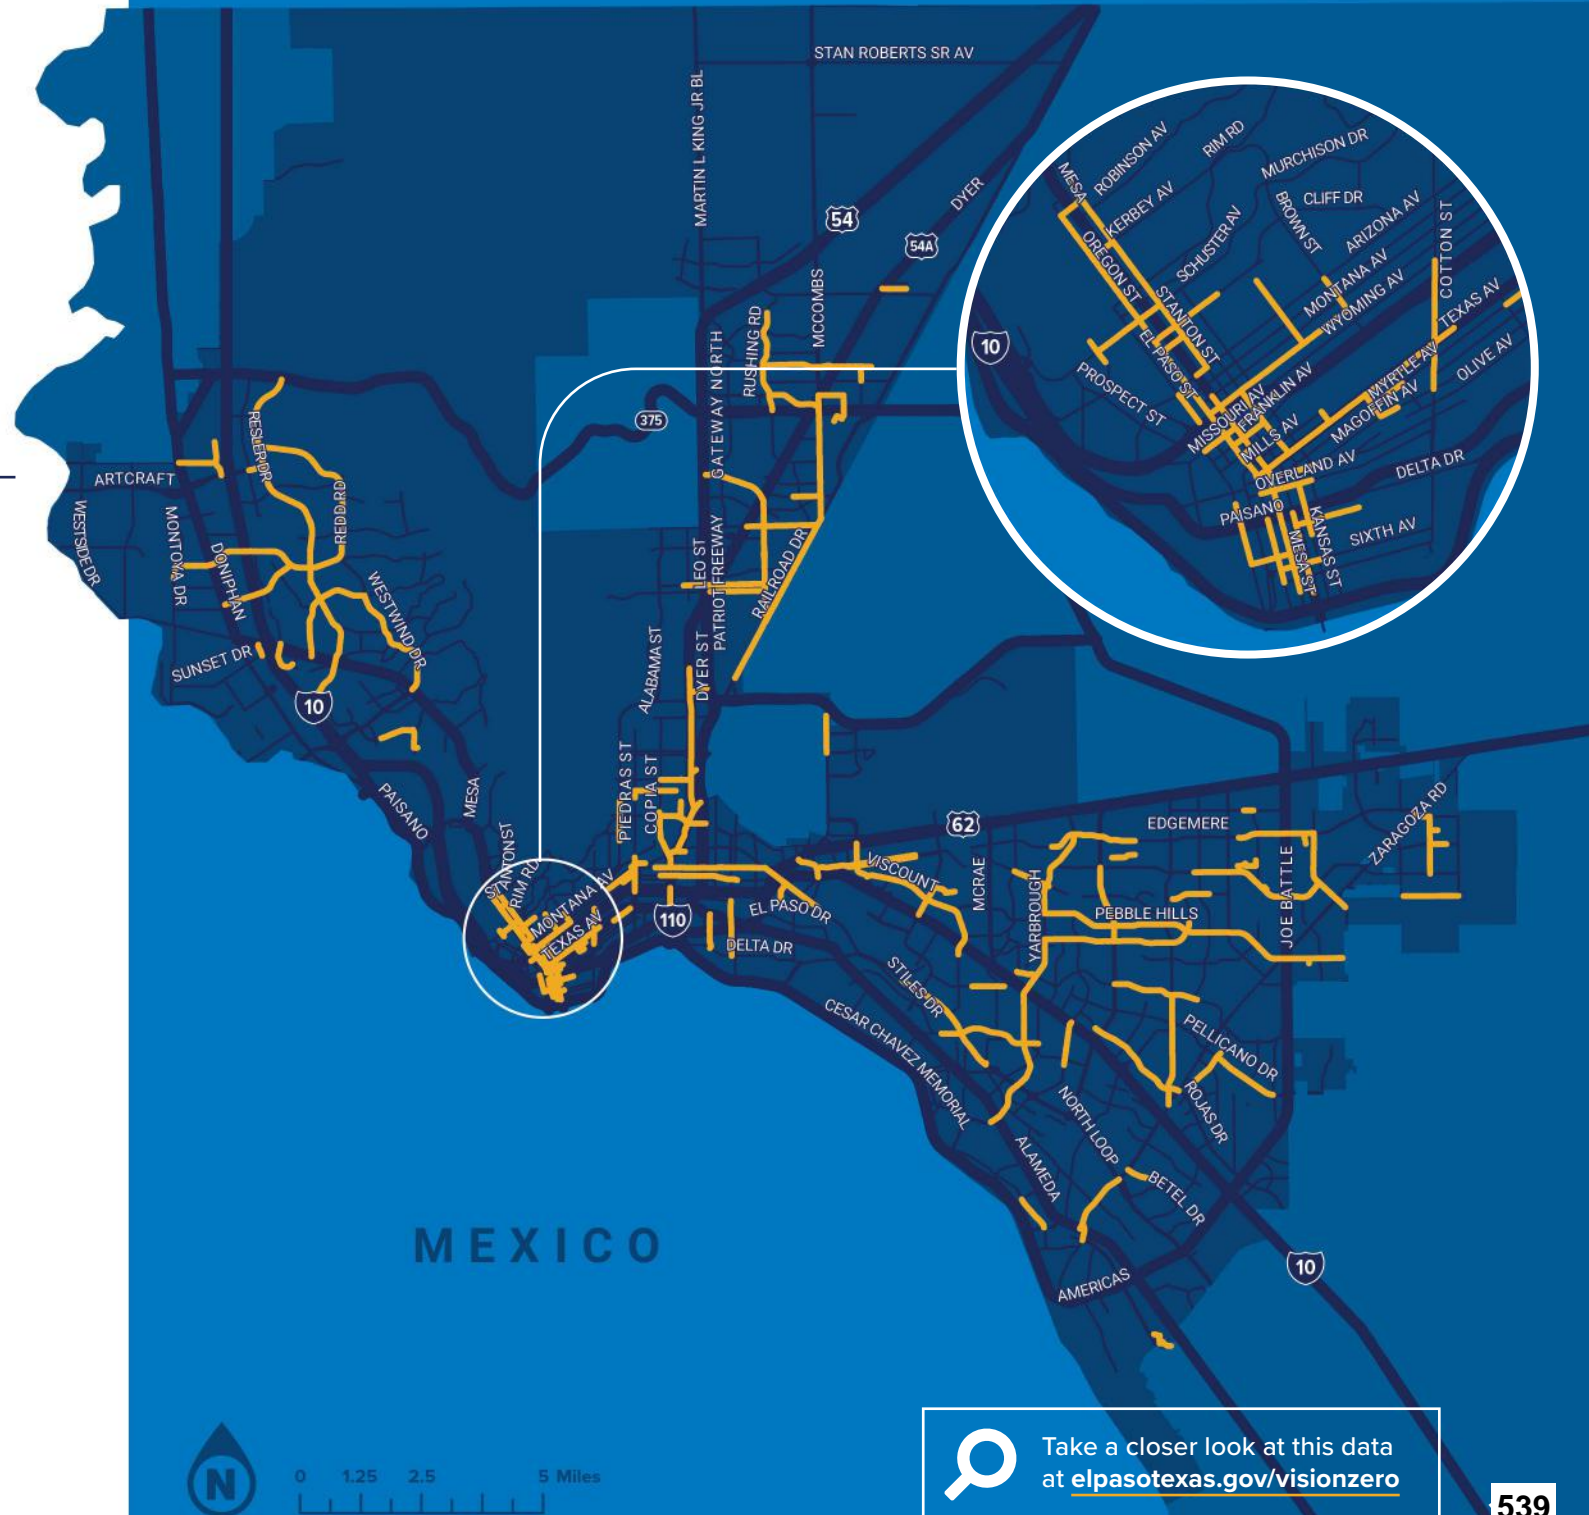 STAN ROBERTS SR AV
MARTIN L KING JR BL
54
DYER
54A
MCCOMBS
RUSHING RD
GATEWAY NORTH
375
RESLER DR
REDD RD
ARTCRAFT
WESTSIDE DR
MONTOYA DR
DONIPHAN
WESTWIND DR
SUNSET DR
10
LEO ST
PATRIOT FREEWAY
RAILROAD DR
ALABAMA ST
DYER ST
PIEDRAS ST
COPIA ST
PAISANO
MESA
STANTON ST
RIM RD
MONTANA AV
TEXAS AV
110
EL PASO DR
DELTA DR
62
VISCOUNT
MCRAE
YARBROUGH
EDGEMERE
PEBBLE HILLS
JOE BATTLE
ZARAGOZA RD
STILES DR
CESAR CHAVEZ MEMORIAL
PELLICANO DR
ROJAS DR
NORTH LOOP
ALAMEDA
BETEL DR
AMERICAS
10
MESA
ROBINSON AV
RIM RD
MURCHISON DR
KERBEY AV
CLIFF DR
BROWN ST
ARIZONA AV
COTTON ST
OREGON ST
SCHUSTER AV
MONTANA AV
WYOMING AV
STANTON ST
TEXAS AV
10
EL PASO ST
PROSPECT ST
MYRTLE AV
OLIVE AV
MISSOURI AV
FRANKLIN AV
MAGOFFIN AV
MILLS AV
OVERLAND AV
DELTA DR
PAISANO
KANSAS ST
SIXTH AV
MESA ST
MEXICO
N
0 1.25 2.5 5 Miles
Take a closer look at this data
at elpasotexas.gov/visionzero
539